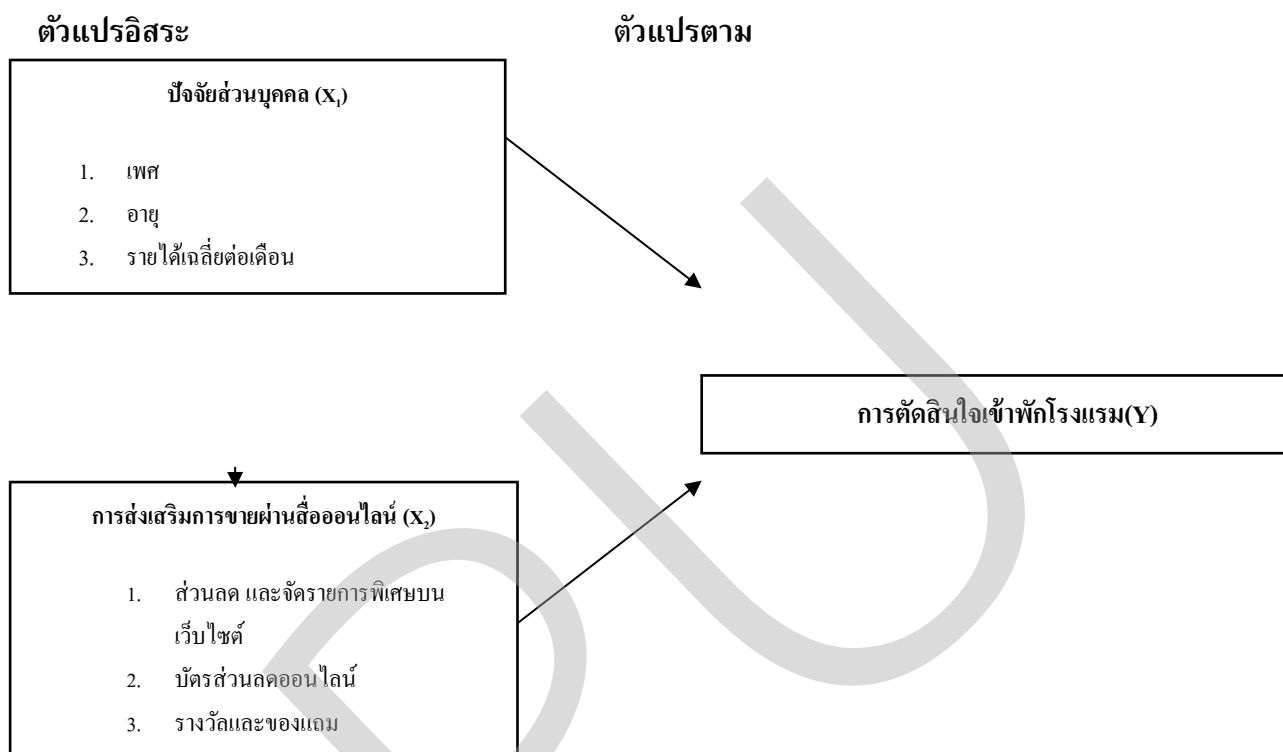 ตัวแปรอิสระ
ตัวแปรตาม
ปัจจัยส่วนบุคคล (X₁)
1. เพศ
2. อายุ
3. รายได้เฉลี่ยต่อเดือน
การตัดสินใจเข้าพักโรงแรม(Y)
การส่งเสริมการขายผ่านสื่อออนไลน์ (X₂)
1. ส่วนลด และจัดรายการพิเศษบน
เว็บไซต์
2. บัตรส่วนลดออนไลน์
3. รางวัลและของแถม